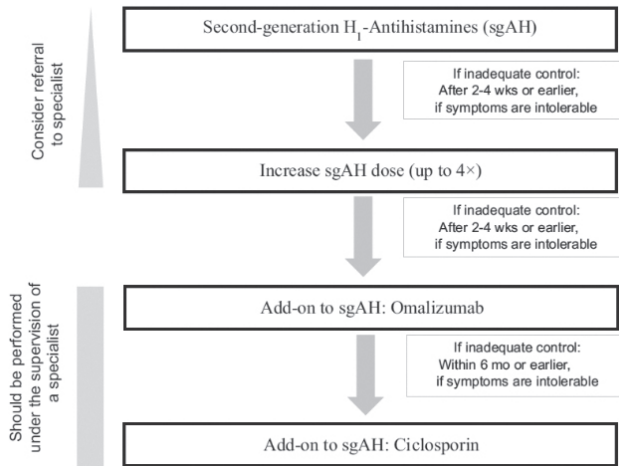 Second-generation H₁-Antihistamines (sgAH)
If inadequate control:
After 2-4 wks or earlier,
if symptoms are intolerable
Consider referral
to specialist
Increase sgAH dose (up to 4×)
If inadequate control:
After 2-4 wks or earlier,
if symptoms are intolerable
Add-on to sgAH: Omalizumab
If inadequate control:
Within 6 mo or earlier,
if symptoms are intolerable
Should be performed
under the supervision of
a specialist
Add-on to sgAH: Ciclosporin